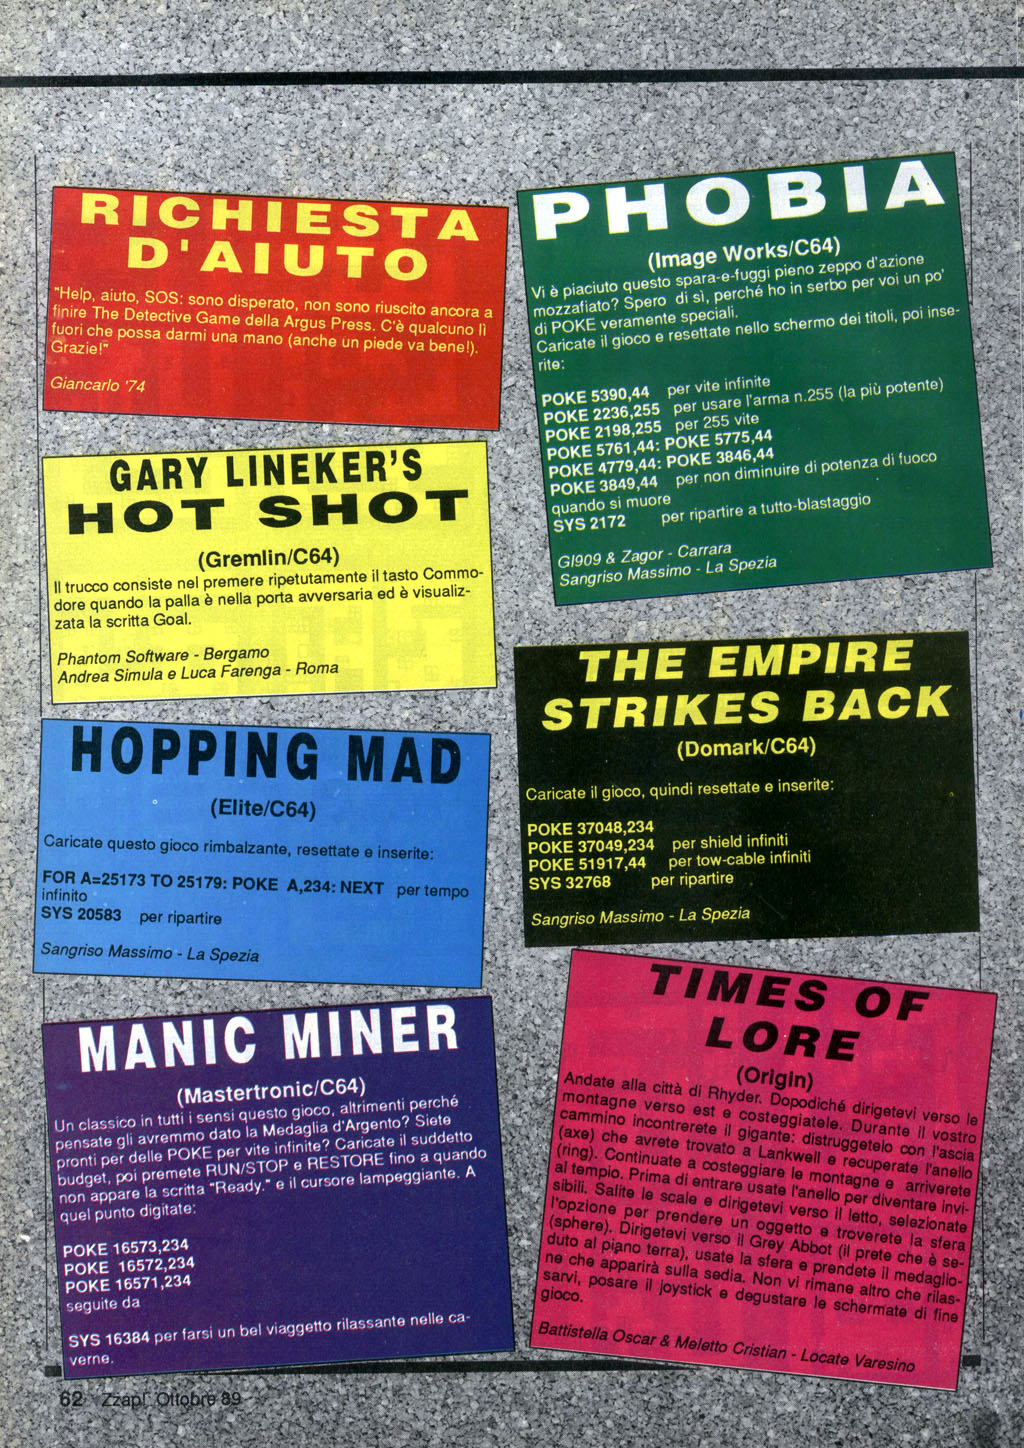 RICHIESTA
D'AIUTO
"Help, aiuto, SOS: sono disperato, non sono riuscito ancora a
finire The Detective Game della Argus Press. C'è qualcuno lì
fuori che possa darmi una mano (anche un piede va bene!).
Grazie!"
Giancarlo '74
GARY LINEKER'S
HOT SHOT
(Gremlin/C64)
Il trucco consiste nel premere ripetutamente il tasto Commo-
dore quando la palla è nella porta avversaria ed è visualiz-
zata la scritta Goal.
Phantom Software - Bergamo
Andrea Simula e Luca Farenga - Roma
HOPPING MAD
(Elite/C64)
Caricate questo gioco rimbalzante, resettate e inserite:
FOR A=25173 TO 25179: POKE A,234: NEXT per tempo
infinito
SYS 20583 per ripartire
Sangriso Massimo - La Spezia
MANIC MINER
(Mastertronic/C64)
Un classico in tutti i sensi questo gioco, altrimenti perché
pensate gli avremmo dato la Medaglia d'Argento? Siete
pronti per delle POKE per vite infinite? Caricate il suddetto
budget, poi premete RUN/STOP e RESTORE fino a quando
non appare la scritta "Ready." e il cursore lampeggiante. A
quel punto digitate:
POKE 16573,234
POKE 16572,234
POKE 16571,234
seguite da
SYS 16384 per farsi un bel viaggetto rilassante nelle ca-
verne.
PHOBIA
(Image Works/C64)
Vi è piaciuto questo spara-e-fuggi pieno zeppo d'azione
mozzafiato? Spero di sì, perché ho in serbo per voi un po'
di POKE veramente speciali.
Caricate il gioco e resettate nello schermo dei titoli, poi inse-
rite:
POKE 5390,44 per vite infinite
POKE 2236,255 per usare l'arma n.255 (la più potente)
POKE 2198,255 per 255 vite
POKE 5761,44: POKE 5775,44
POKE 4779,44: POKE 3846,44
POKE 3849,44 per non diminuire di potenza di fuoco
quando si muore
SYS 2172 per ripartire a tutto-blastaggio
GI909 & Zagor - Carrara
Sangriso Massimo - La Spezia
THE EMPIRE
STRIKES BACK
(Domark/C64)
Caricate il gioco, quindi resettate e inserite:
POKE 37048,234
POKE 37049,234 per shield infiniti
POKE 51917,44 per tow-cable infiniti
SYS 32768 per ripartire
Sangriso Massimo - La Spezia
TIMES OF
LORE
(Origin)
Andate alla città di Rhyder. Dopodiché dirigetevi verso le
montagne verso est e costeggiatele. Durante il vostro
cammino incontrerete il gigante: distruggetelo con l'ascia
(axe) che avrete trovato a Lankwell e recuperate l'anello
(ring). Continuate a costeggiare le montagne e arriverete
al tempio. Prima di entrare usate l'anello per diventare invi-
sibili. Salite le scale e dirigetevi verso il letto, selezionate
l'opzione per prendere un oggetto e troverete la sfera
(sphere). Dirigetevi verso il Grey Abbot (il prete che è se-
duto al piano terra), usate la sfera e prendete il medaglio-
ne che apparirà sulla sedia. Non vi rimane altro che rilas-
sarvi, posare il joystick e degustare le schermate di fine
gioco.
Battistella Oscar & Meletto Cristian - Locate Varesino
62 Zzap! Ottobre 89